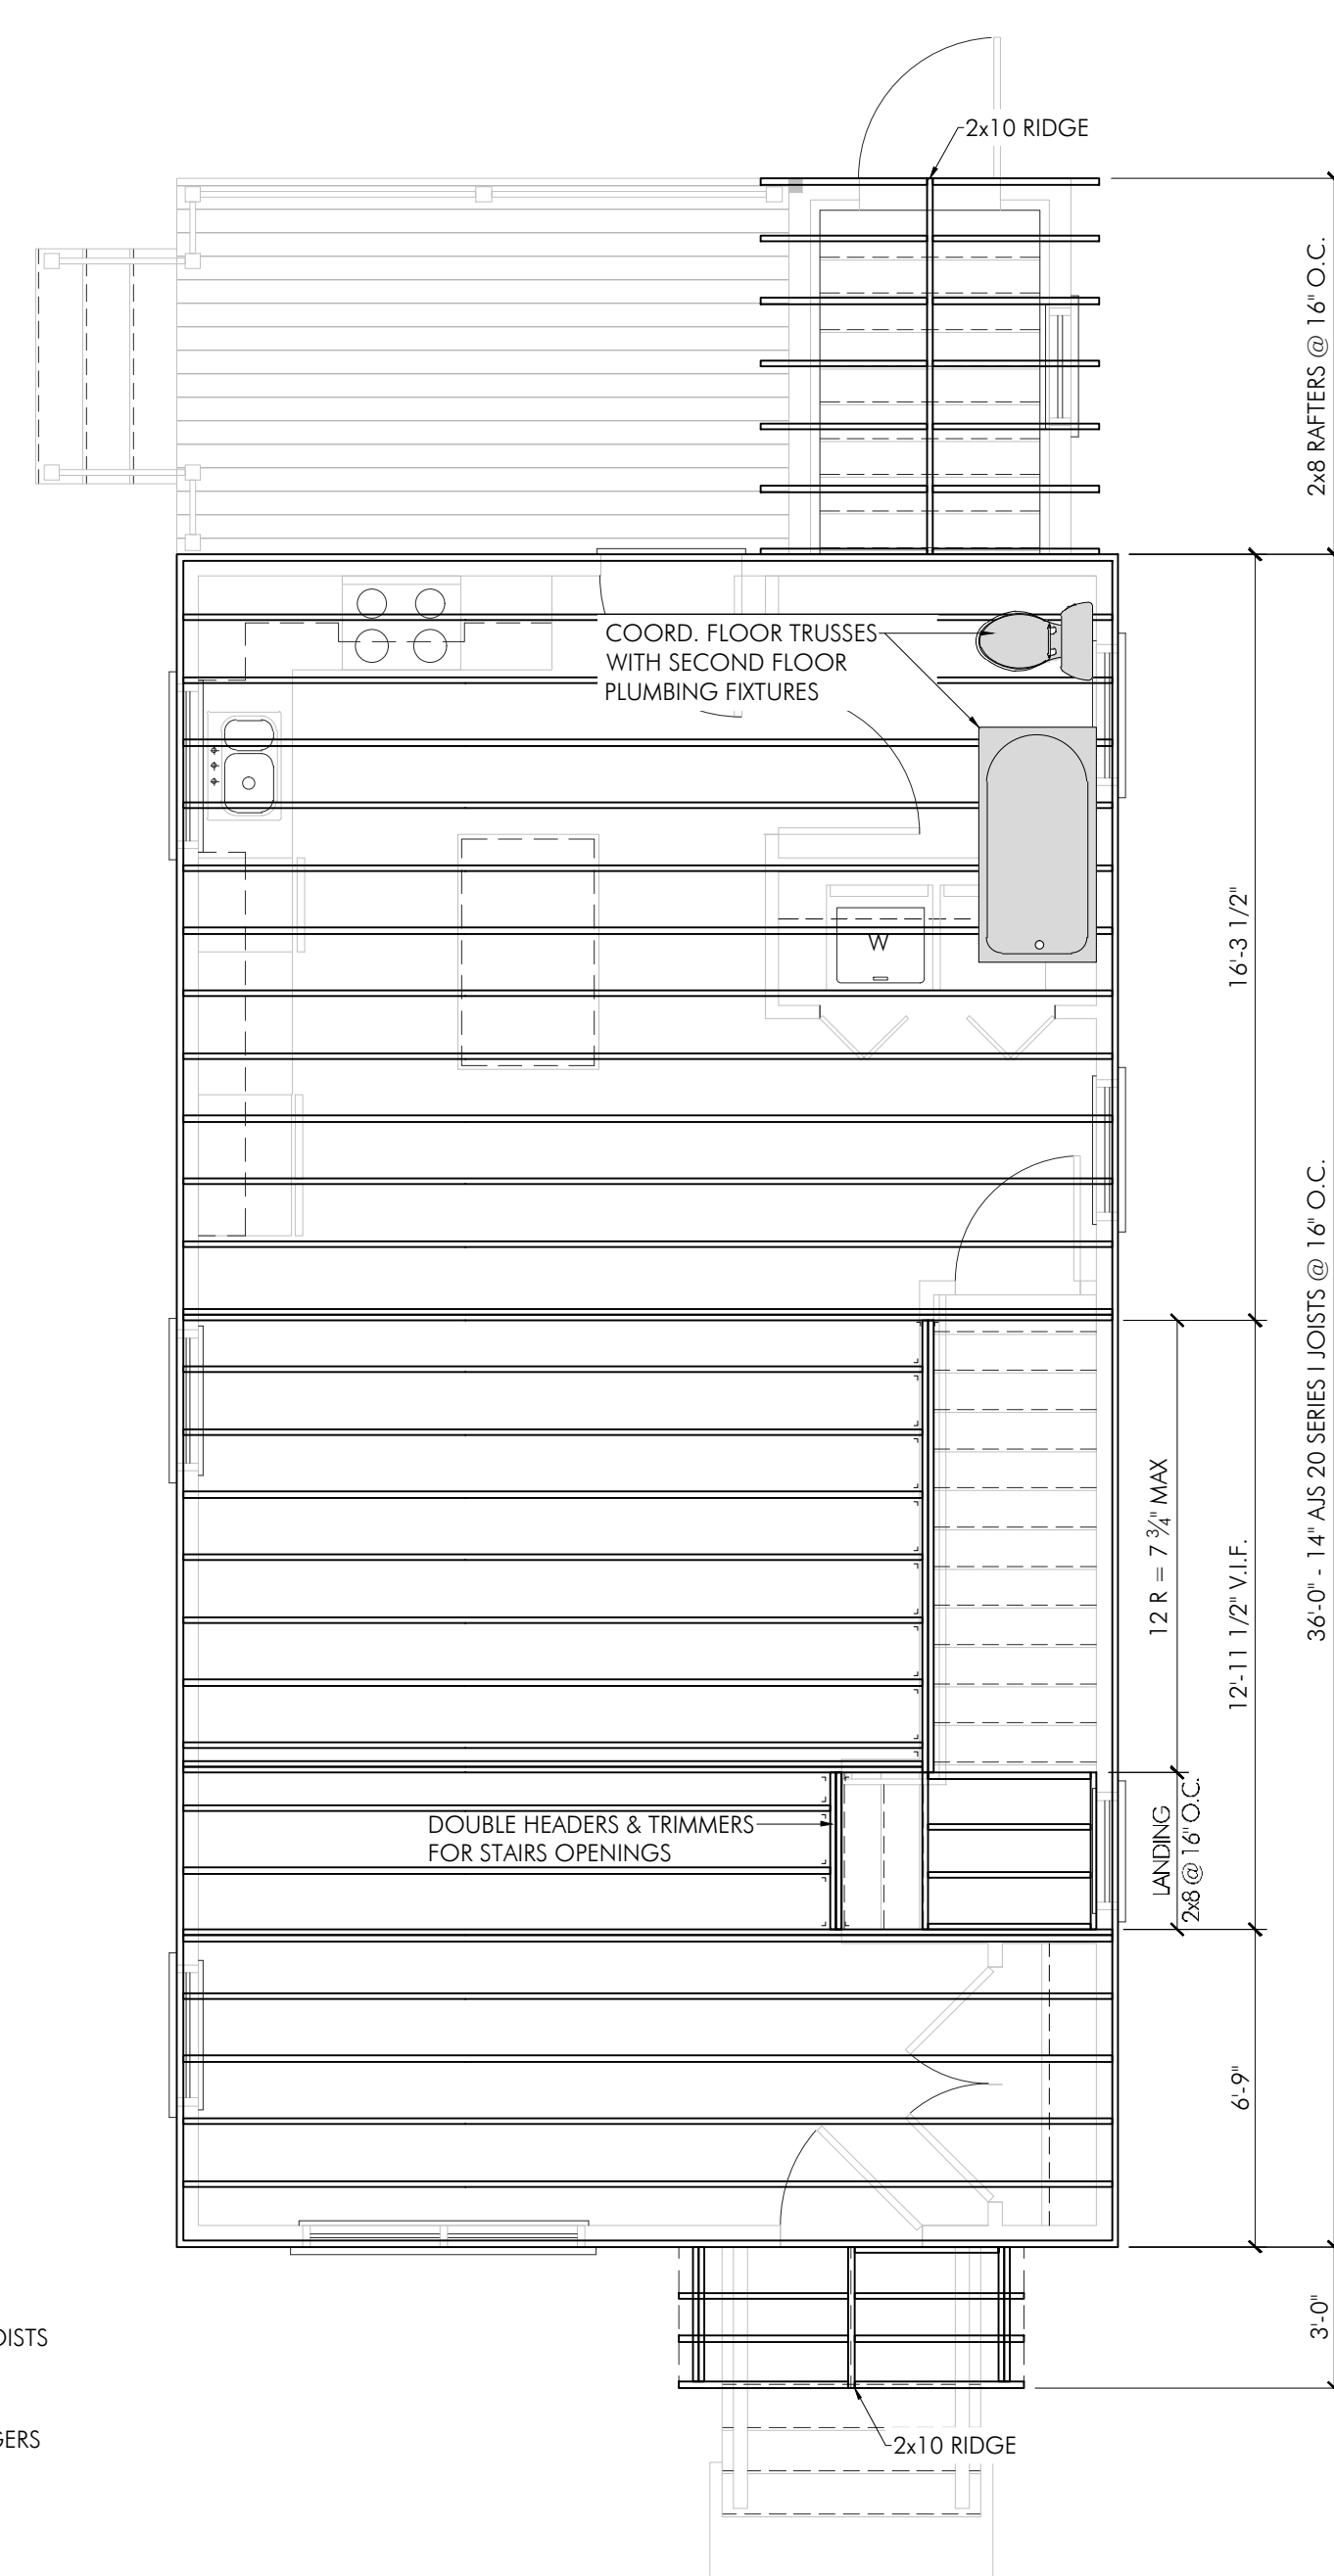 2x10 RIDGE
2x8 RAFTERS @ 16" O.C.
COORD. FLOOR TRUSSES
WITH SECOND FLOOR
PLUMBING FIXTURES
W
16'-3 1/2"
36'-0" - 14" AJS 20 SERIES I JOISTS @ 16" O.C.
12 R = 7 3/4" MAX
12'-11 1/2" V.I.F.
DOUBLE HEADERS & TRIMMERS
FOR STAIRS OPENINGS
LANDING
2x8 @ 16" O.C.
6'-9"
3'-0"
2x10 RIDGE